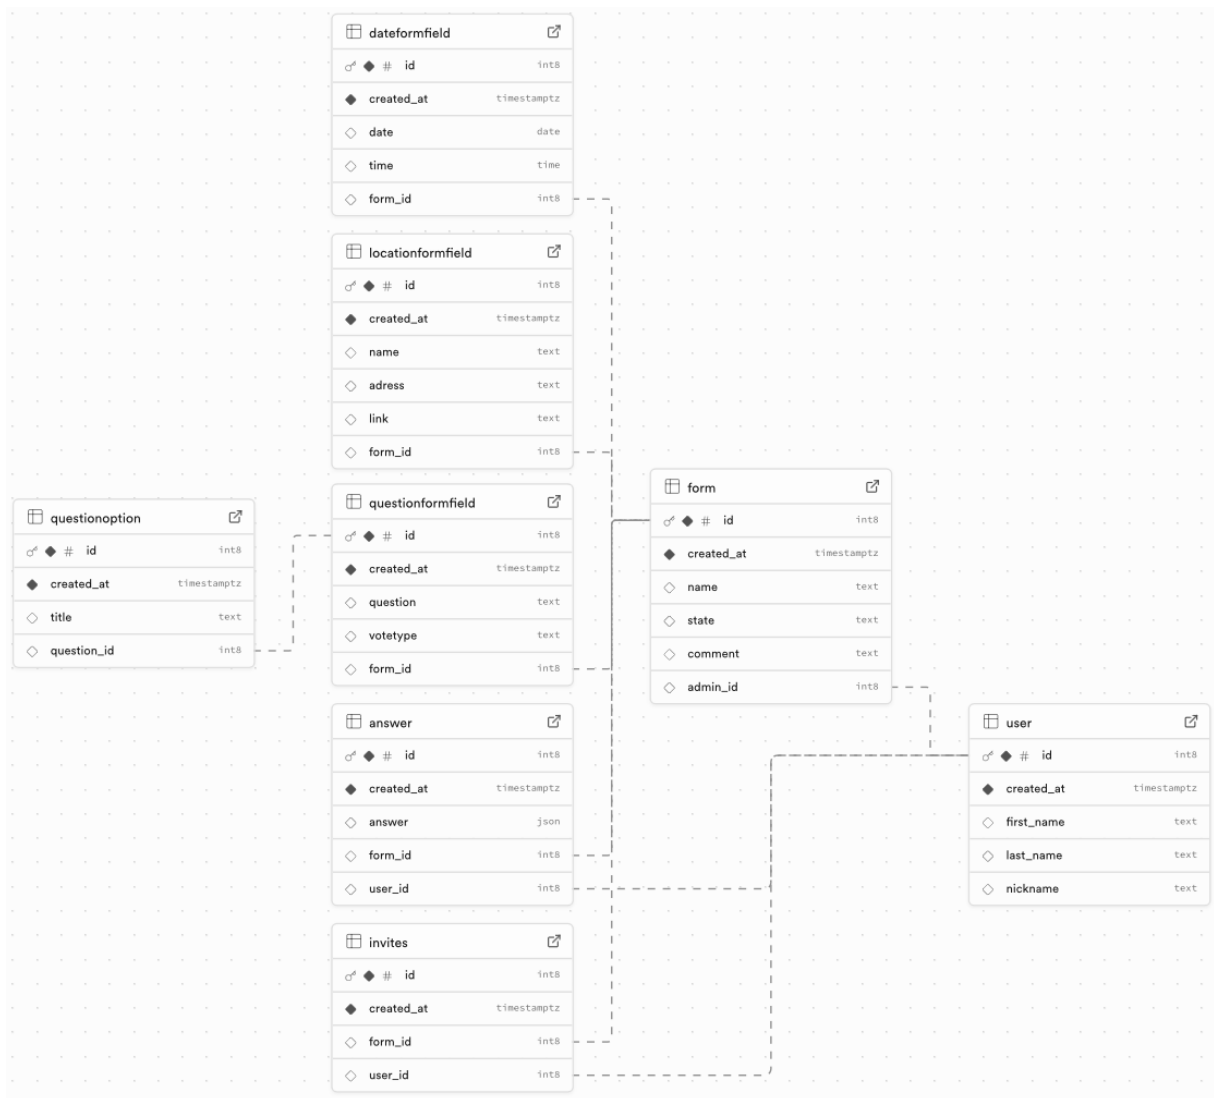 dateformfield
# id int8
created_at timestamptz
date date
time time
form_id int8
locationformfield
# id int8
created_at timestamptz
name text
adress text
link text
form_id int8
questionoption
# id int8
created_at timestamptz
title text
question_id int8
questionformfield
# id int8
created_at timestamptz
question text
votetype text
form_id int8
form
# id int8
created_at timestamptz
name text
state text
comment text
admin_id int8
answer
# id int8
created_at timestamptz
answer json
form_id int8
user_id int8
user
# id int8
created_at timestamptz
first_name text
last_name text
nickname text
invites
# id int8
created_at timestamptz
form_id int8
user_id int8